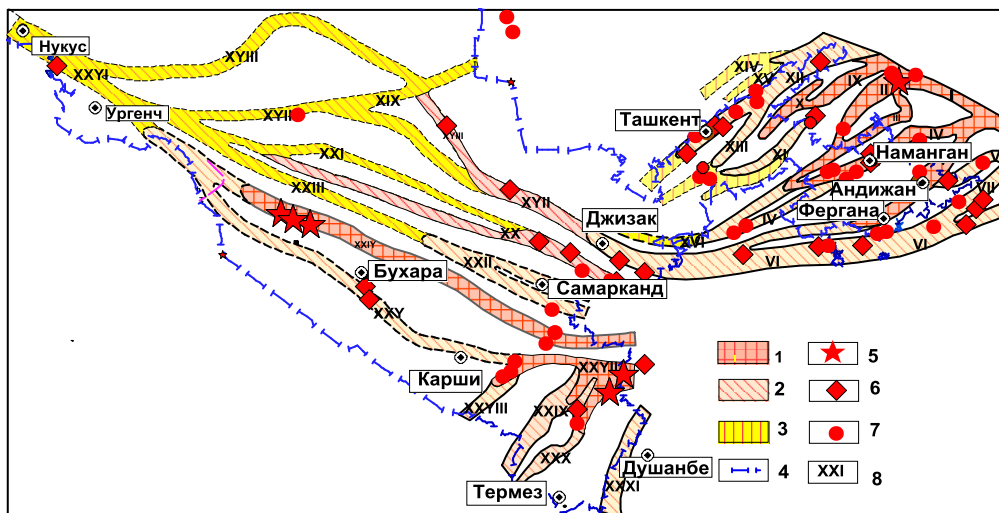 Нукус
XXYI
Ургенч
XYIII
XIX
XYII
XXI
XXIII
XYIII
XYII
XX
XXIY
XXII
Бухара
XXY
Самарканд
Джизак
Ташкент
XIV
XV
XII
XIII
X
XI
IX
II
I
III
IV
Наманган
Андижан
Фергана
V
VII
IV
XVI
VI
VI
Карши
XXYII
XXYIII
XXIX
XXX
XXXI
Душанбе
Термез
1
2
3
4
5
6
7
XXI
8